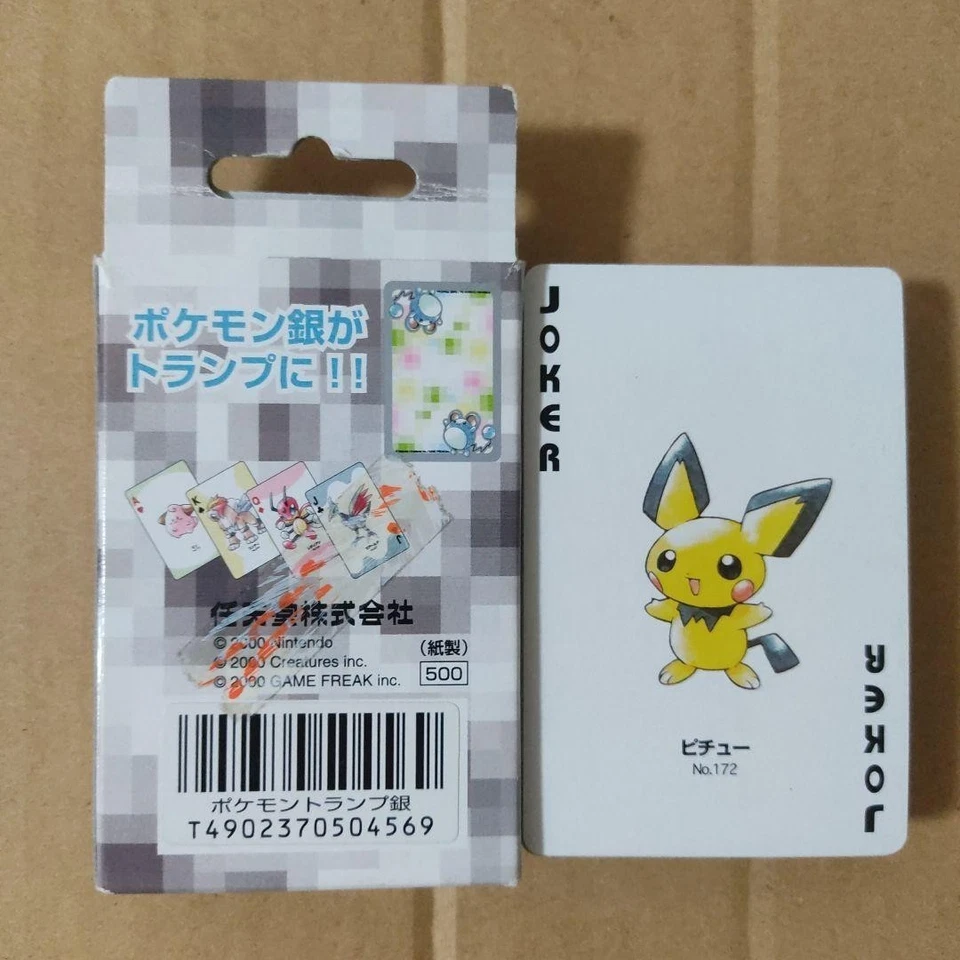 ポケモン銀が
トランプに!!
任天堂株式会社
© 2000 Nintendo
© 2000 Creatures inc.
© 2000 GAME FREAK inc.
(紙製)
500
ポケモントランプ銀
T4902370504569
JOKER
ピチュー
No.172
JOKER